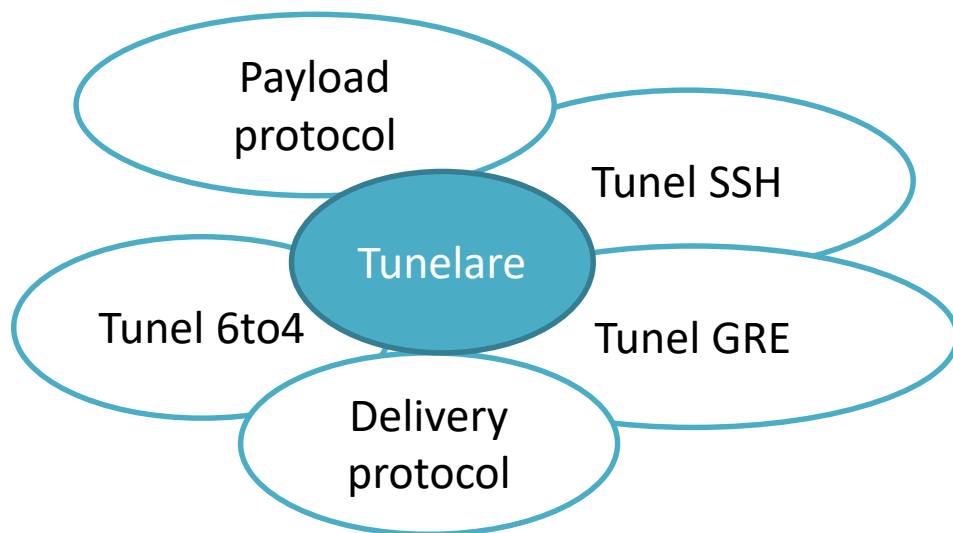 Payload
protocol
Tunel SSH
Tunelare
Tunel 6to4
Tunel GRE
Delivery
protocol